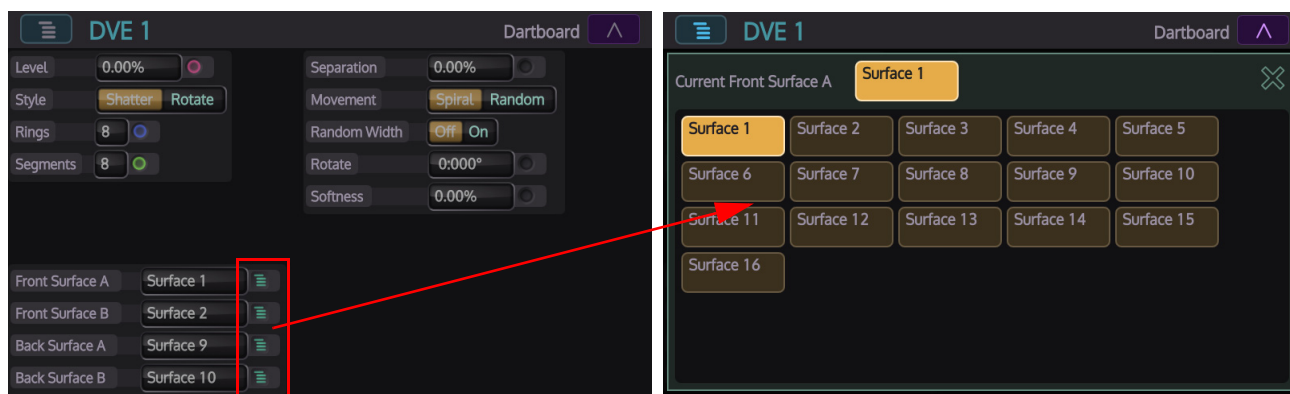 DVE 1 Dartboard
Level 0.00% Separation 0.00%
Style Shatter Rotate Movement Spiral Random
Rings 8 Random Width Off On
Segments 8 Rotate 0:000°
Softness 0.00%
Front Surface A Surface 1
Front Surface B Surface 2
Back Surface A Surface 9
Back Surface B Surface 10
DVE 1 Dartboard
Current Front Surface A Surface 1
Surface 1 Surface 2 Surface 3 Surface 4 Surface 5
Surface 6 Surface 7 Surface 8 Surface 9 Surface 10
Surface 11 Surface 12 Surface 13 Surface 14 Surface 15
Surface 16